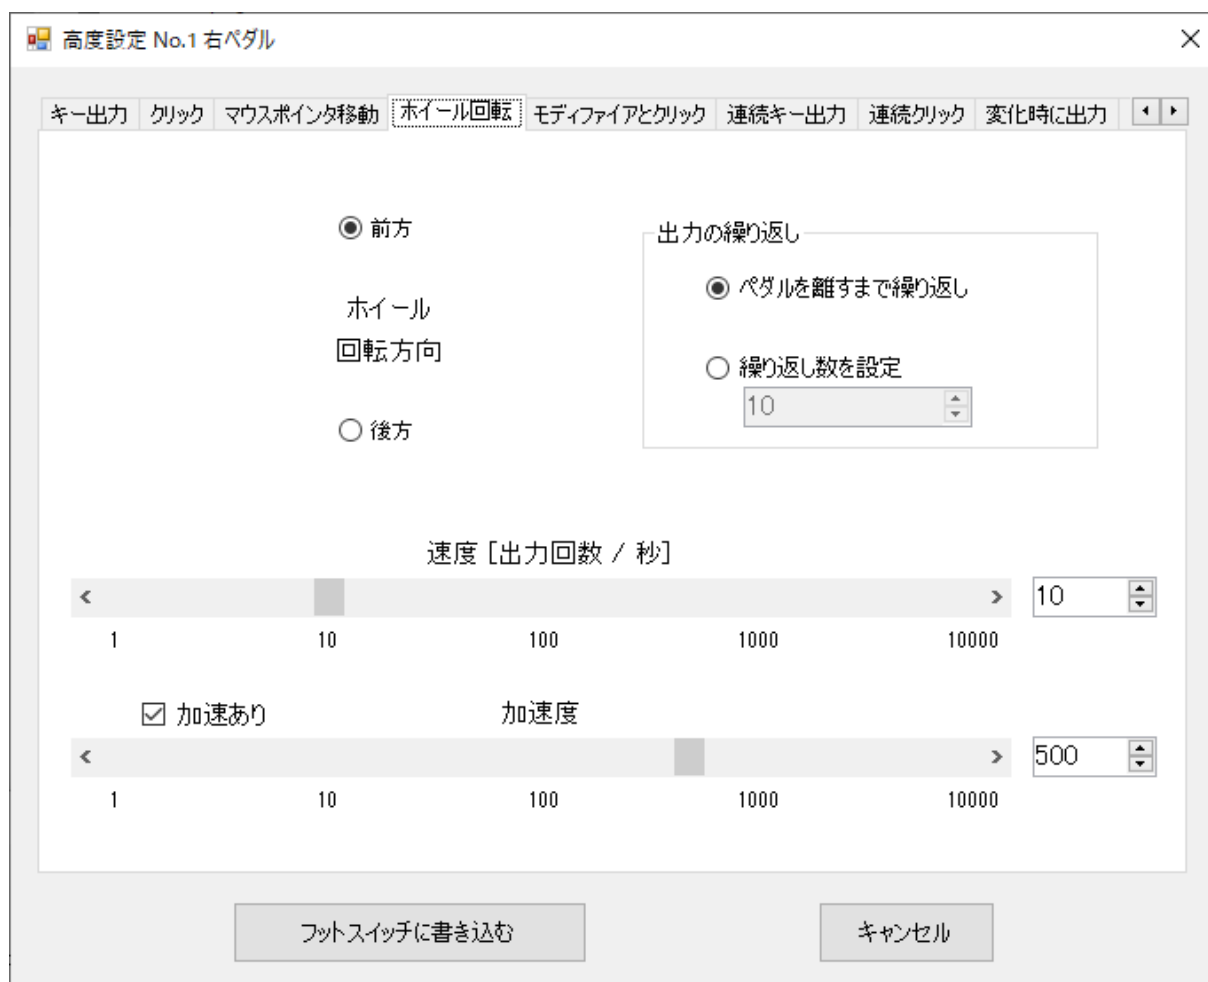 高度設定 No.1 右ペダル
キー出力 クリック マウスポインタ移動 ホイール回転 モディファイアとクリック 連続キー出力 連続クリック 変化時に出力
前方
ホイール
回転方向
後方
出力の繰り返し
ペダルを離すまで繰り返し
繰り返し数を設定
10
速度 [出力回数 / 秒]
10
1 10 100 1000 10000
加速あり 加速度
500
1 10 100 1000 10000
フットスイッチに書き込む キャンセル